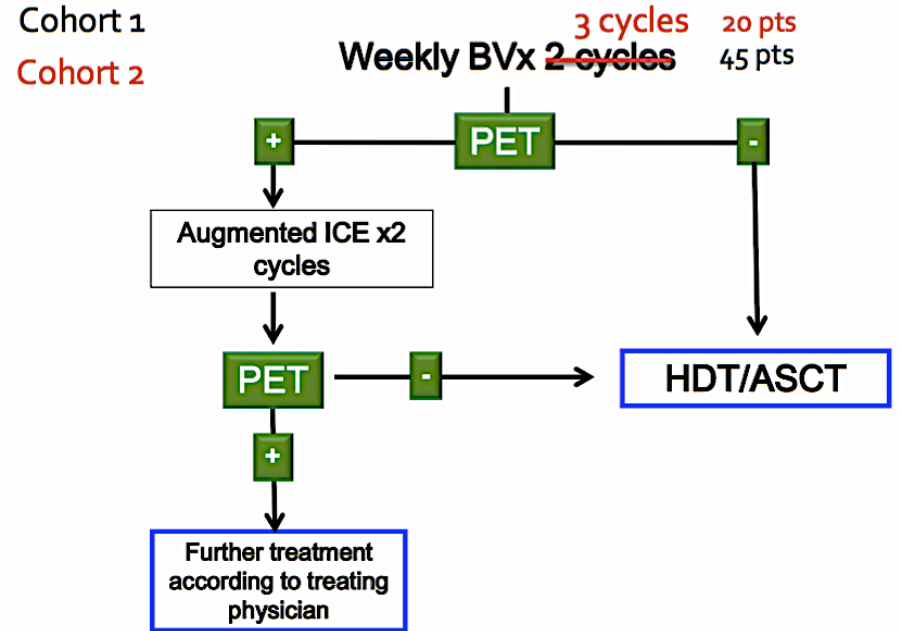 Cohort 1
Cohort 2
3 cycles 20 pts
Weekly BVx 2 cycles 45 pts
+
PET
-
Augmented ICE x2
cycles
PET
-
HDT/ASCT
+
Further treatment
according to treating
physician